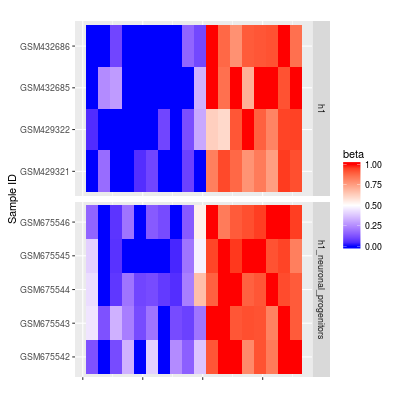 GSM432686
GSM432685
GSM429322
GSM429321
h1
GSM675546
GSM675545
GSM675544
GSM675543
GSM675542
h1_neuronal_progenitors
Sample ID
beta
1.00
0.75
0.50
0.25
0.00